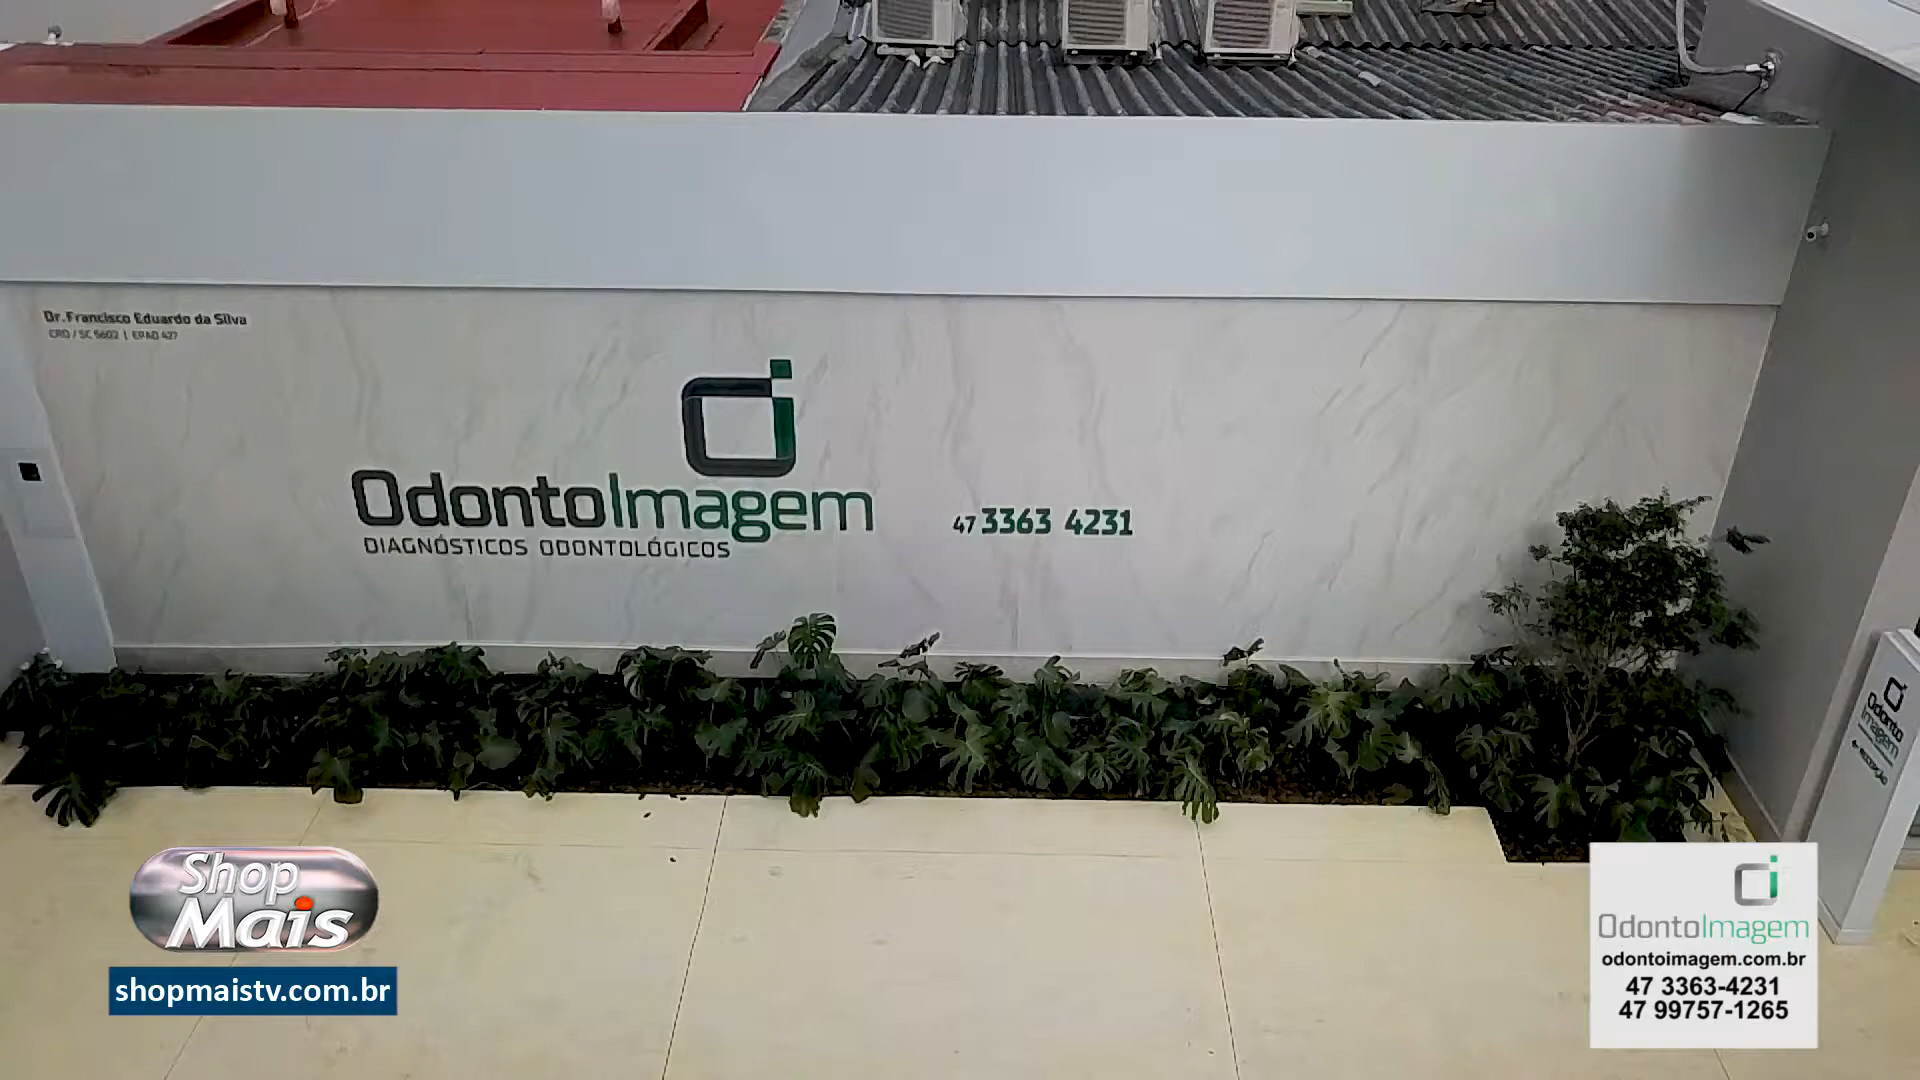 Dr. Francisco Eduardo da Silva
CRO / SC 5602 | EPAO 427
OdontoImagem
DIAGNÓSTICOS ODONTOLÓGICOS
47 3363 4231
Odonto
Imagem
RECEPÇÃO
Shop
Mais
shopmaistv.com.br
OdontoImagem
odontoimagem.com.br
47 3363-4231
47 99757-1265